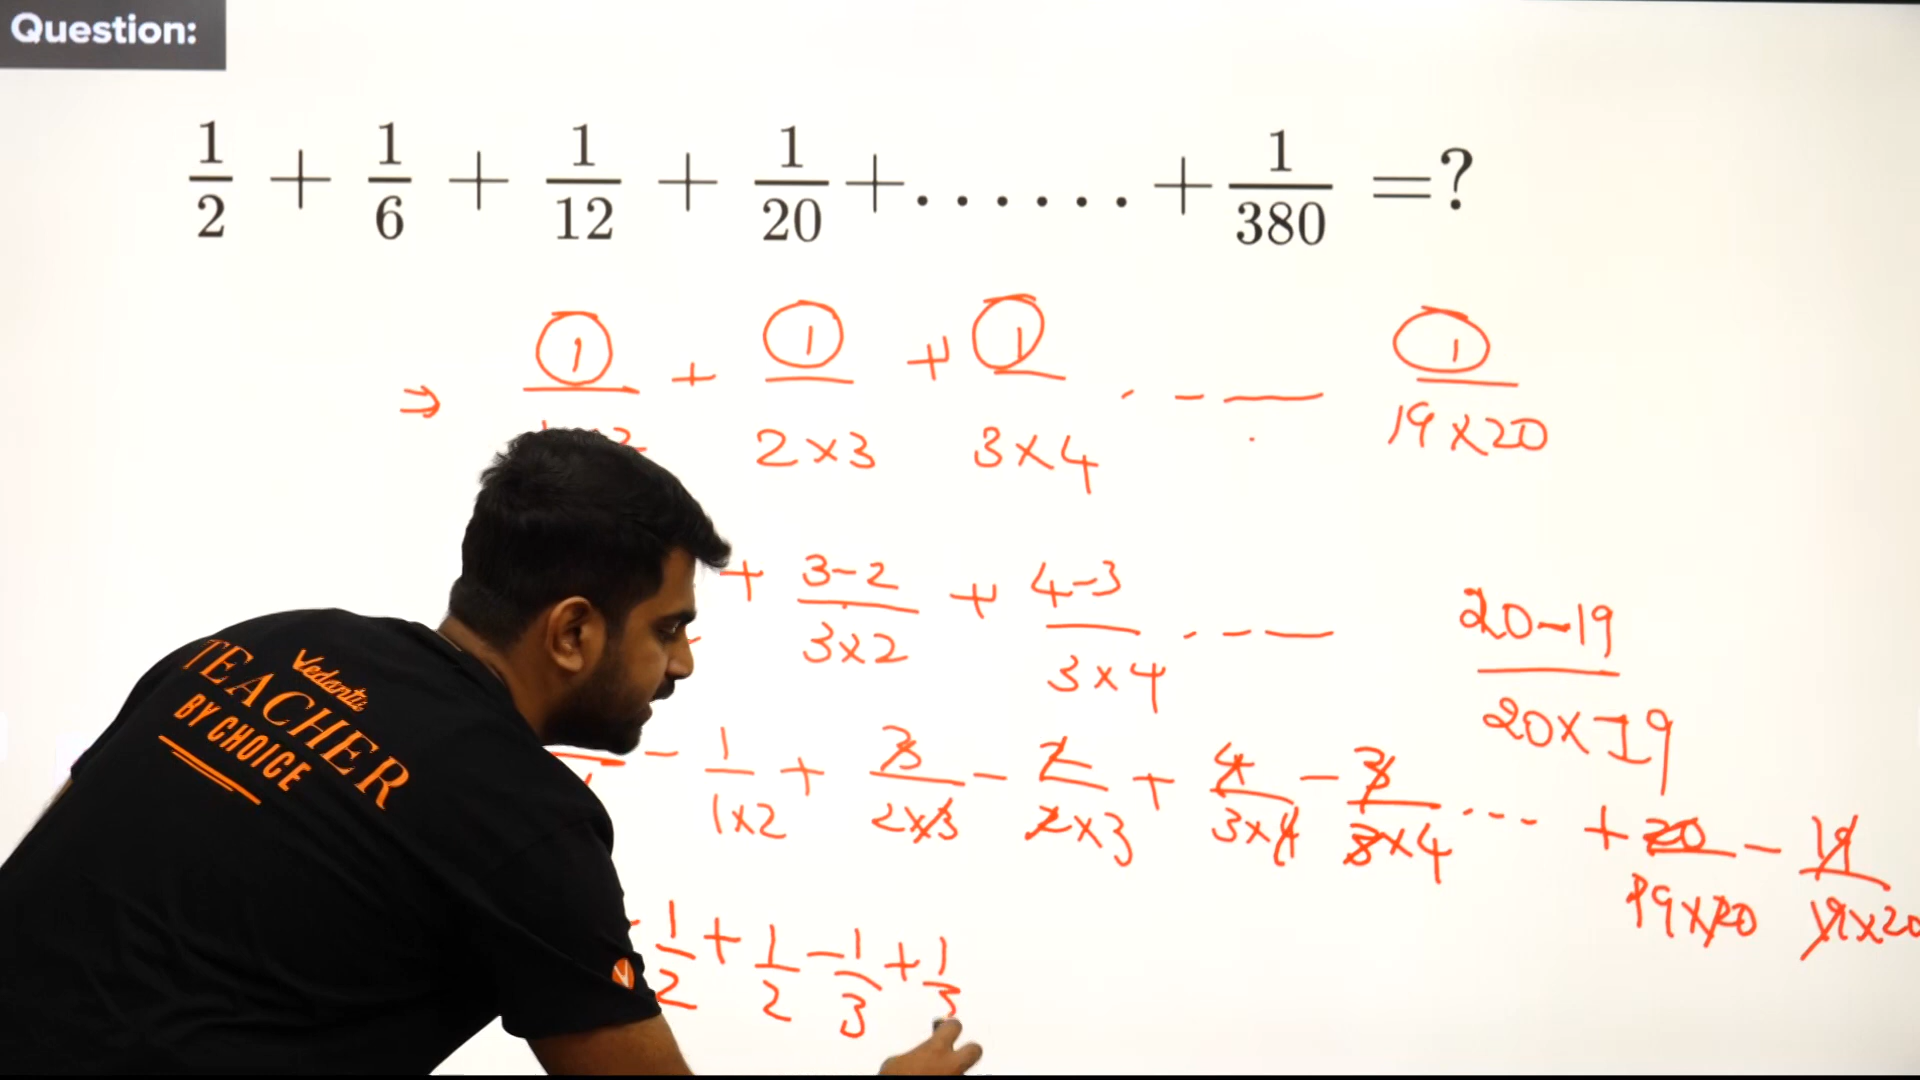 Question:
1/2 + 1/6 + 1/12 + 1/20 +......+ 1/380 =?
⇒ 1/ + 1/2×3 + 1/3×4 . - — 1/19×20
+ 3-2/3×2 + 4-3/3×4 . - - — 20-19/20×19
- 1/1×2 + 3/2×3 - 2/2×3 + 4/3×4 - 3/3×4 ... + 20/19×20 - 19/19×20
- 1/2 + 1/2 - 1/3 + 1/3
Vedantu
TEACHER
BY CHOICE